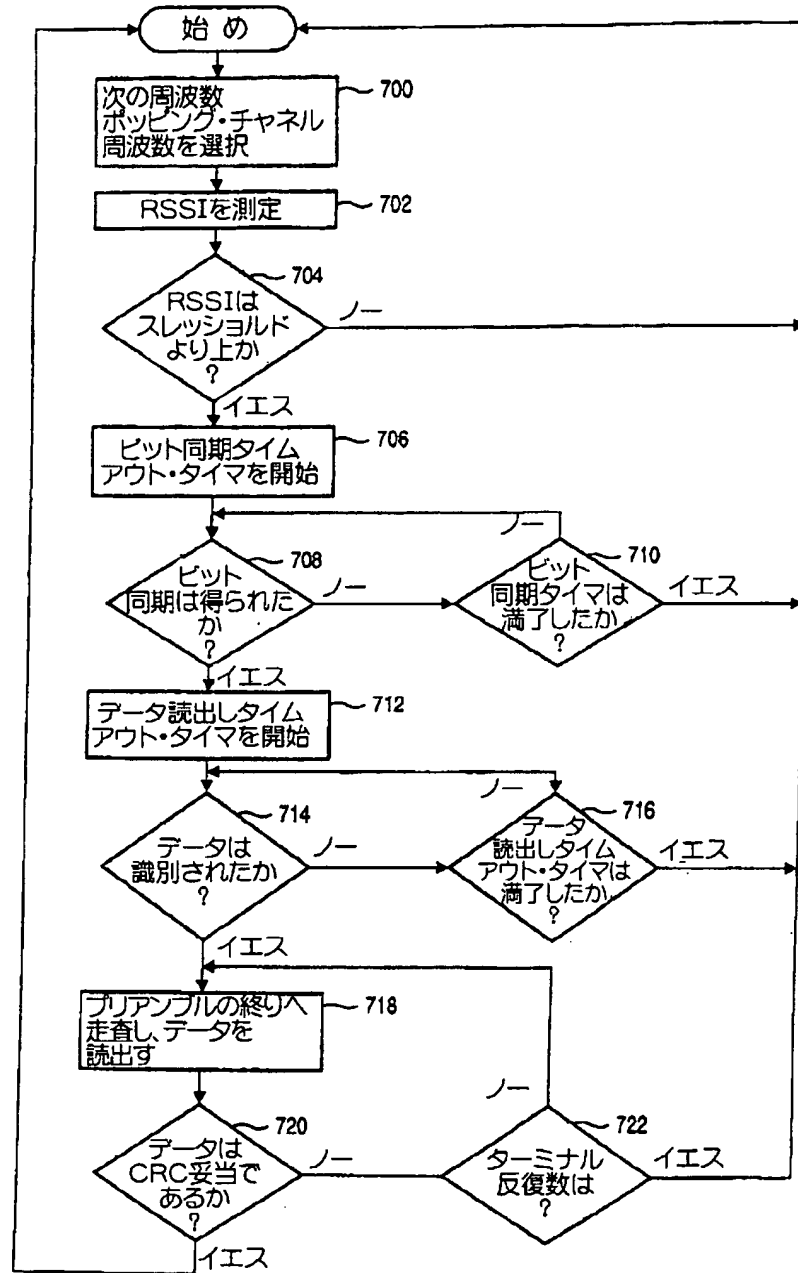 始め
次の周波数
ポッピング・チャネル
周波数を選択
700
RSSIを測定
702
704
RSSIは
スレッショルド
より上か
?
ノー
イエス
ビット同期タイム
アウト・タイマを開始
706
708
ビット
同期は得られた
か
?
ノー
イエス
ノー
710
ビット
同期タイマは
満了したか
?
イエス
データ読出しタイム
アウト・タイマを開始
712
714
データは
識別されたか
?
ノー
イエス
ノー
716
データ
読出しタイム
アウト・タイマは
満了したか
?
イエス
プリアンブルの終りへ
走査し、データを
読出す
718
720
データは
CRC妥当で
あるか
?
ノー
イエス
ノー
722
ターミナル
反復数は
?
イエス